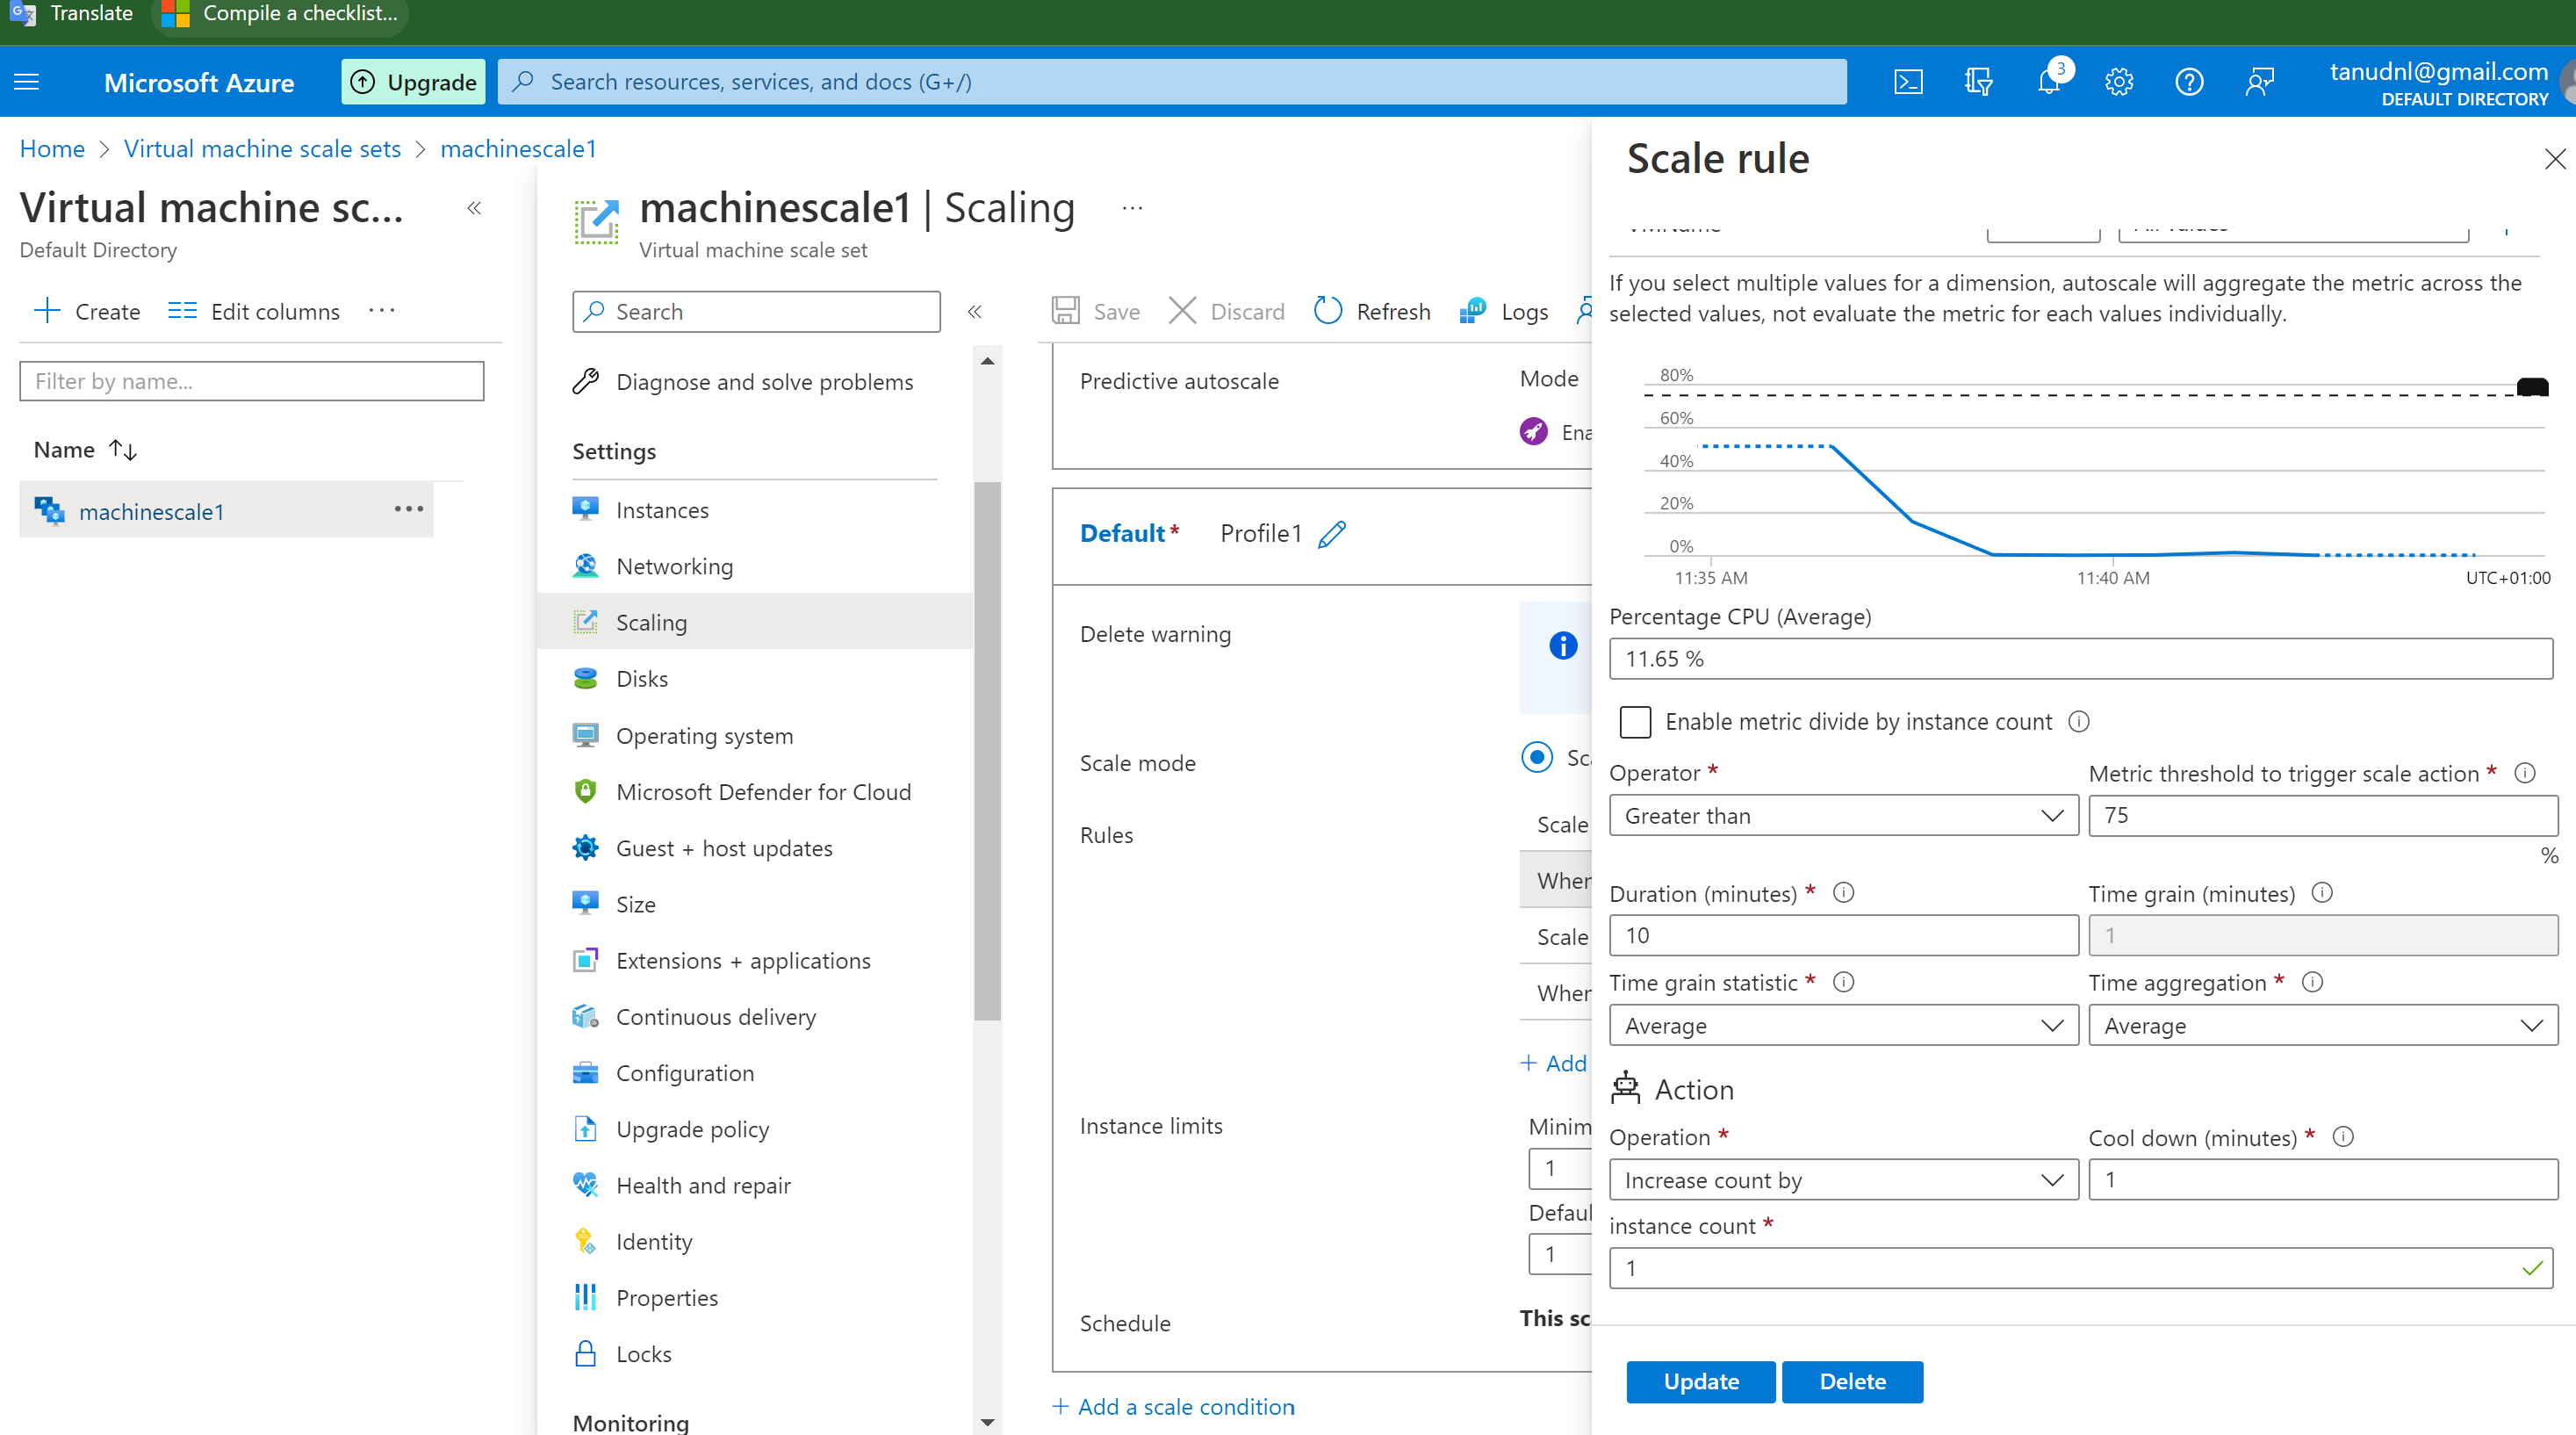 Translate
Compile a checklist...
Microsoft Azure
Upgrade
Search resources, services, and docs (G+/)
3
tanudnl@gmail.com
DEFAULT DIRECTORY
Home > Virtual machine scale sets > machinescale1
Virtual machine sc...
Default Directory
Create
Edit columns
Filter by name...
Name
machinescale1
machinescale1 | Scaling
Virtual machine scale set
Search
Diagnose and solve problems
Settings
Instances
Networking
Scaling
Disks
Operating system
Microsoft Defender for Cloud
Guest + host updates
Size
Extensions + applications
Continuous delivery
Configuration
Upgrade policy
Health and repair
Identity
Properties
Locks
Monitoring
Save
Discard
Refresh
Logs
Predictive autoscale
Mode
Ena
Default *
Profile1
Delete warning
Scale mode
Sca
Rules
Scale
When
Scale
When
+ Add
Instance limits
Minim
1
Defaul
1
Schedule
This sc
+ Add a scale condition
Scale rule
If you select multiple values for a dimension, autoscale will aggregate the metric across the
selected values, not evaluate the metric for each values individually.
80%
60%
40%
20%
0%
11:35 AM
11:40 AM
UTC+01:00
Percentage CPU (Average)
11.65 %
Enable metric divide by instance count
Operator *
Metric threshold to trigger scale action *
Greater than
75
%
Duration (minutes) *
Time grain (minutes)
10
1
Time grain statistic *
Time aggregation *
Average
Average
Action
Operation *
Cool down (minutes) *
Increase count by
1
instance count *
1
Update
Delete